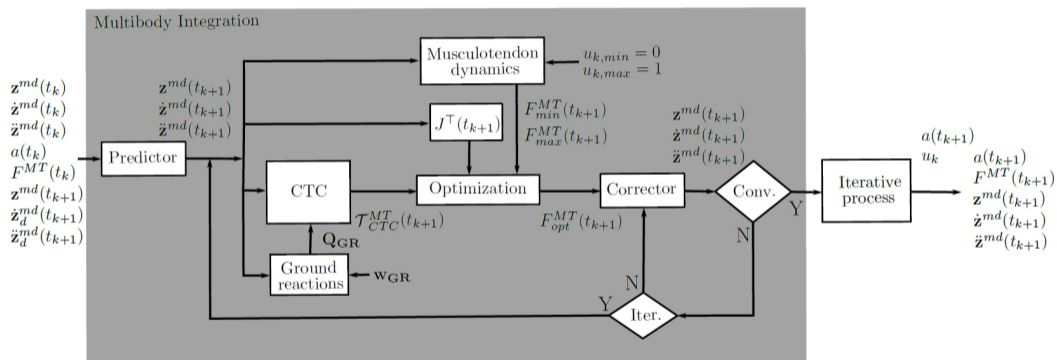 Multibody Integration
z^{md}(t_k)
ż^{md}(t_k)
z̈^{md}(t_k)
a(t_k)
F^{MT}(t_k)
z^{md}(t_{k+1})
ż_d^{md}(t_{k+1})
z̈_d^{md}(t_{k+1})
Predictor
z^{md}(t_{k+1})
ż^{md}(t_{k+1})
z̈^{md}(t_{k+1})
Musculotendon
dynamics
u_{k,min} = 0
u_{k,max} = 1
J^⊤(t_{k+1})
F_{min}^{MT}(t_{k+1})
F_{max}^{MT}(t_{k+1})
CTC
𝒯_{CTC}^{MT}(t_{k+1})
Q_{GR}
Ground
reactions
w_{GR}
Optimization
F_{opt}^{MT}(t_{k+1})
z^{md}(t_{k+1})
ż^{md}(t_{k+1})
z̈^{md}(t_{k+1})
Corrector
Conv.
Y
N
Iter.
N
Y
Iterative
process
a(t_{k+1})
u_k
a(t_{k+1})
F^{MT}(t_{k+1})
z^{md}(t_{k+1})
ż^{md}(t_{k+1})
z̈^{md}(t_{k+1})